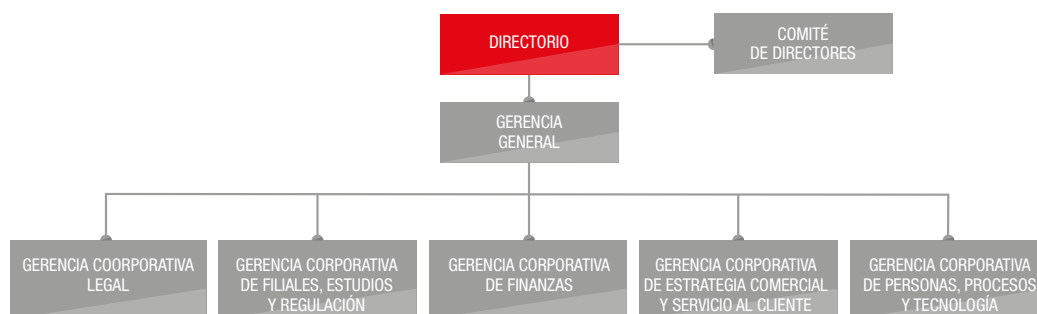 DIRECTORIO
COMITÉ
DE DIRECTORES
GERENCIA
GENERAL
GERENCIA COORPORATIVA
LEGAL
GERENCIA CORPORATIVA
DE FILIALES, ESTUDIOS
Y REGULACIÓN
GERENCIA CORPORATIVA
DE FINANZAS
GERENCIA CORPORATIVA
DE ESTRATEGIA COMERCIAL
Y SERVICIO AL CLIENTE
GERENCIA CORPORATIVA
DE PERSONAS, PROCESOS
Y TECNOLOGÍA